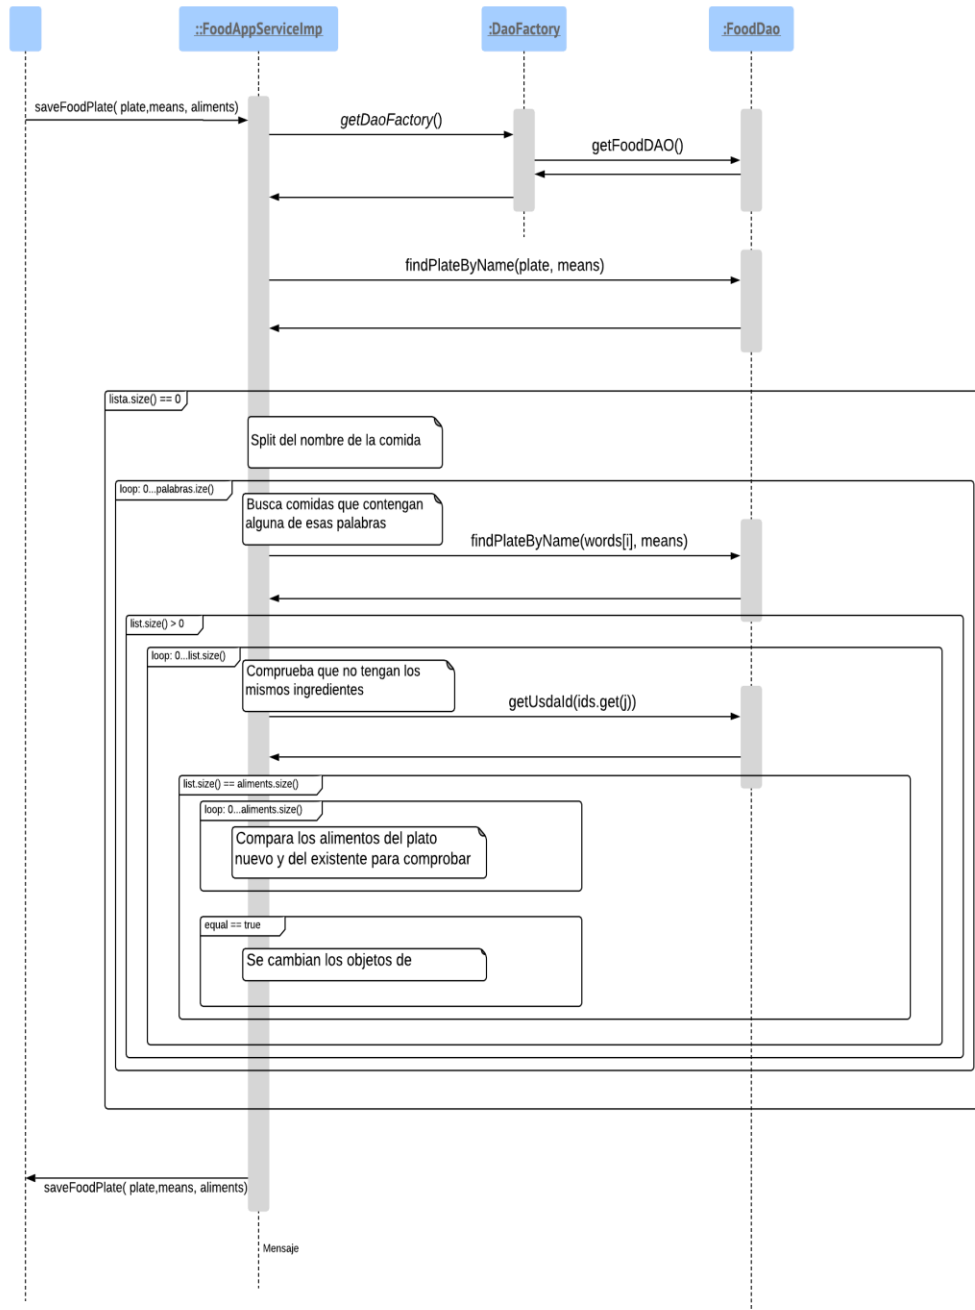 ::FoodAppServiceImp
:DaoFactory
:FoodDao
saveFoodPlate( plate,means, aliments)
getDaoFactory()
getFoodDAO()
findPlateByName(plate, means)
lista.size() == 0
Split del nombre de la comida
loop: 0...palabras.ize()
Busca comidas que contengan
alguna de esas palabras
findPlateByName(words[i], means)
list.size() > 0
loop: 0...list.size()
Comprueba que no tengan los
mismos ingredientes
getUsdaId(ids.get(j))
list.size() == aliments.size()
loop: 0...aliments.size()
Compara los alimentos del plato
nuevo y del existente para comprobar
equal == true
Se cambian los objetos de
saveFoodPlate( plate,means, aliments)
Mensaje